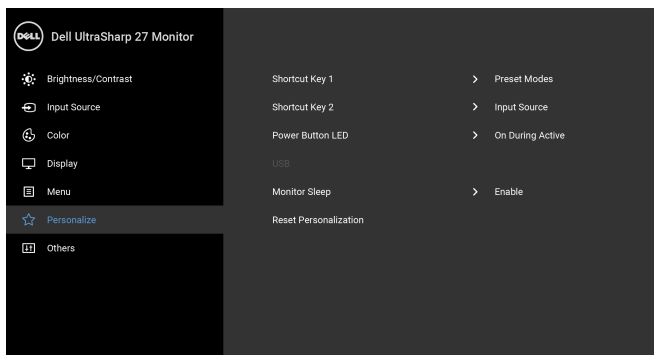 DELL
Dell UltraSharp 27 Monitor
Brightness/Contrast
Input Source
Color
Display
Menu
Personalize
Others
Shortcut Key 1 Preset Modes
Shortcut Key 2 Input Source
Power Button LED On During Active
USB
Monitor Sleep Enable
Reset Personalization